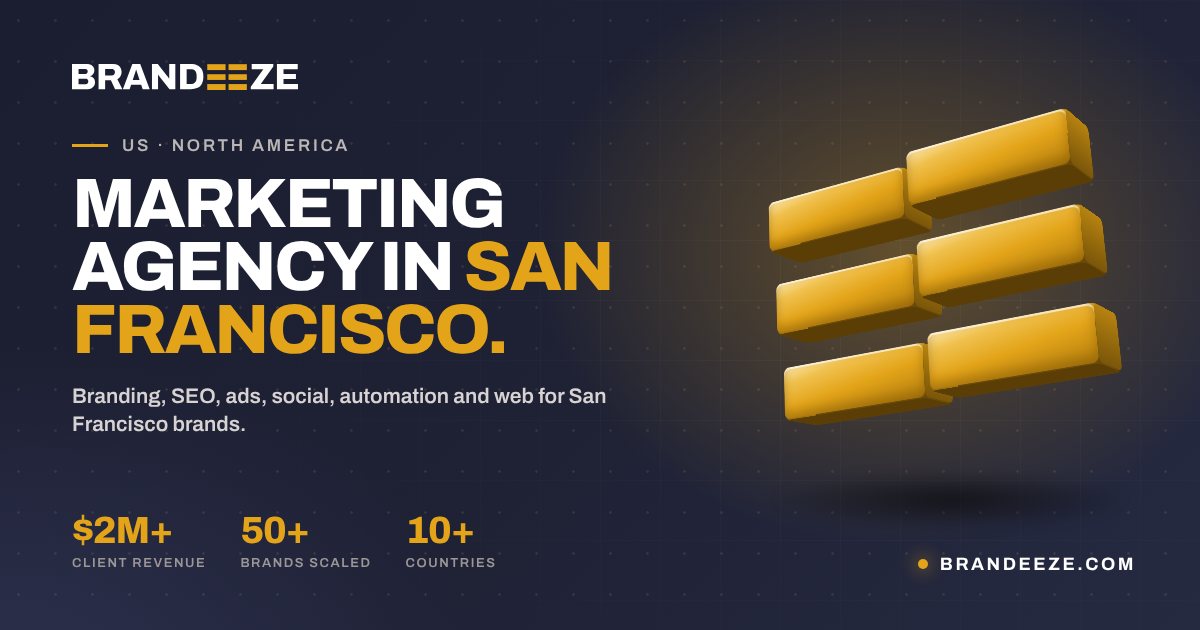 BRANDEEZE
US · NORTH AMERICA
MARKETING
AGENCY IN SAN
FRANCISCO.
Branding, SEO, ads, social, automation and web for San
Francisco brands.
$2M+ 50+ 10+
CLIENT REVENUE BRANDS SCALED COUNTRIES
BRANDEEZE.COM